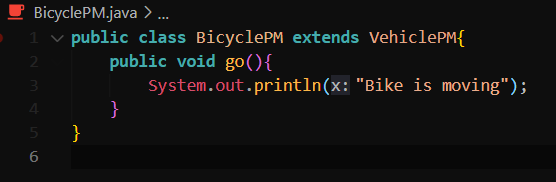 BicyclePM.java > ...
1 public class BicyclePM extends VehiclePM{
2 public void go(){
3 System.out.println(x: "Bike is moving");
4 }
5 }
6